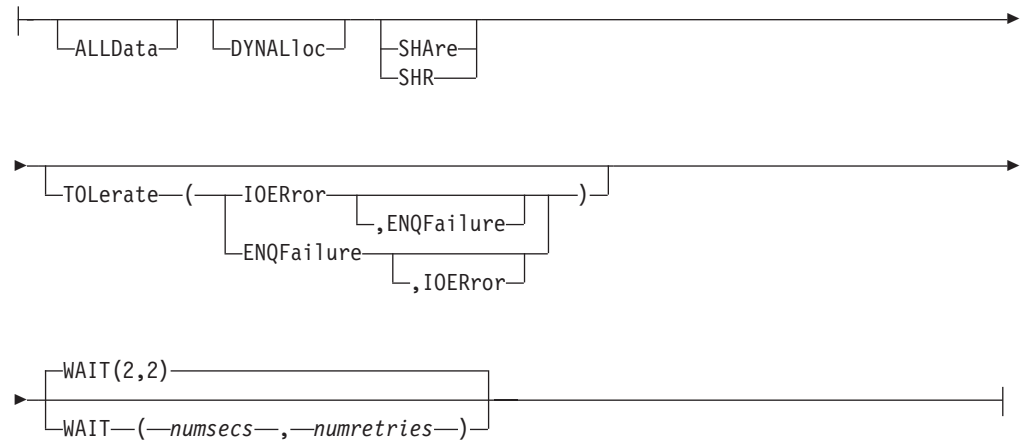 ALLData DYNALloc SHAre
SHR
TOLerate ( IOERror )
,ENQFailure
ENQFailure
,IOERror
WAIT(2,2)
WAIT ( numsecs , numretries )